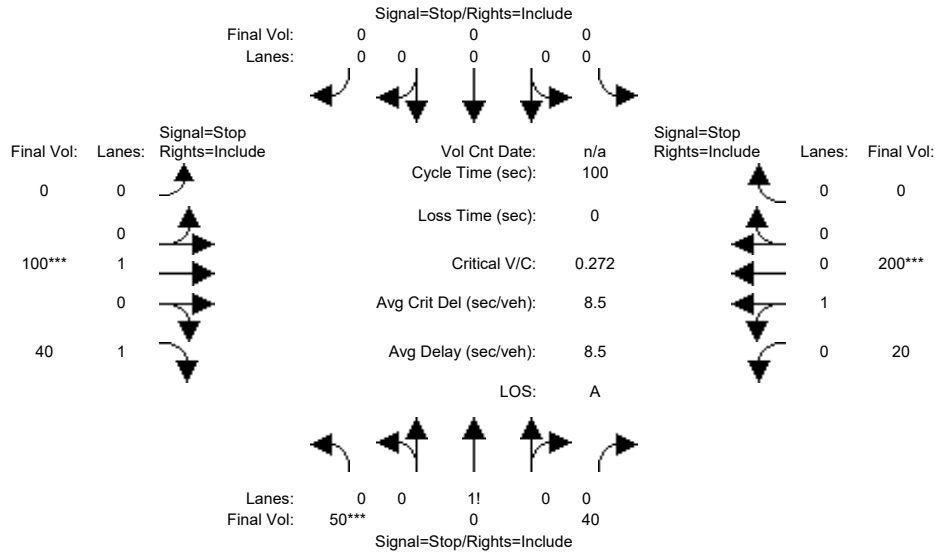 Signal=Stop/Rights=Include
Final Vol: 0 0 0
Lanes: 0 0 0 0 0
Signal=Stop
Final Vol: Lanes: Rights=Include
Vol Cnt Date: n/a
Signal=Stop
Rights=Include Lanes: Final Vol:
Cycle Time (sec): 100
0 0
0 0
Loss Time (sec): 0
0
0
100*** 1
Critical V/C: 0.272
0 200***
0
Avg Crit Del (sec/veh): 8.5
1
40 1
Avg Delay (sec/veh): 8.5
0 20
LOS: A
Lanes: 0 0 1! 0 0
Final Vol: 50*** 0 40
Signal=Stop/Rights=Include